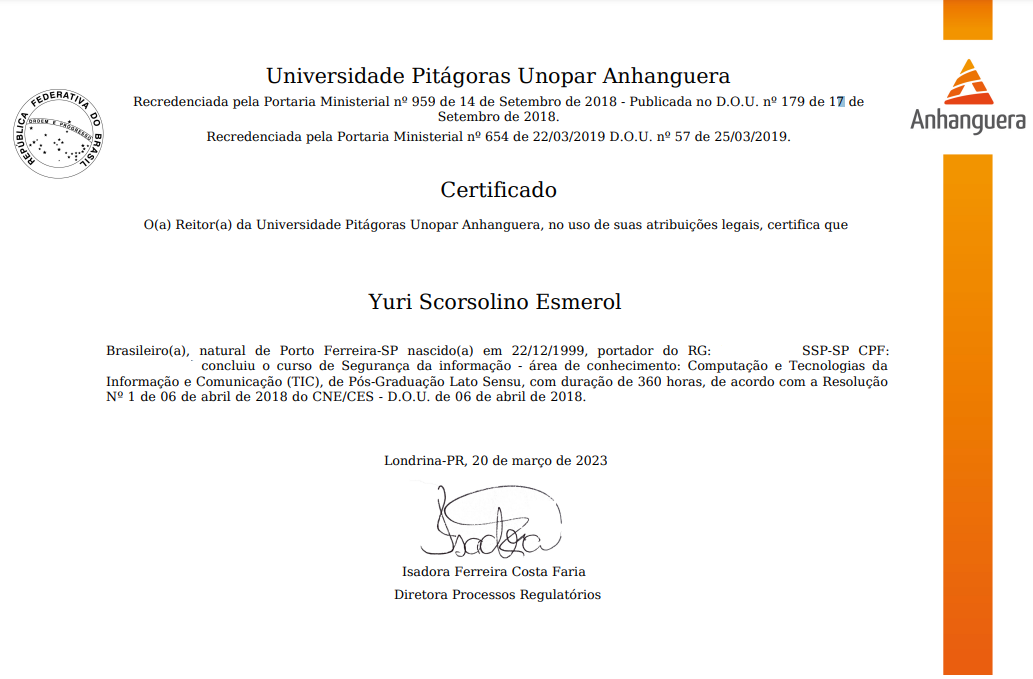 Universidade Pitágoras Unopar Anhanguera
Recredenciada pela Portaria Ministerial nº 959 de 14 de Setembro de 2018 - Publicada no D.O.U. nº 179 de 17 de
Setembro de 2018.
Recredenciada pela Portaria Ministerial nº 654 de 22/03/2019 D.O.U. nº 57 de 25/03/2019.
REPÚBLICA FEDERATIVA DO BRASIL
ORDEM E PROGRESSO
Anhanguera
Certificado
O(a) Reitor(a) da Universidade Pitágoras Unopar Anhanguera, no uso de suas atribuições legais, certifica que
Yuri Scorsolino Esmerol
Brasileiro(a), natural de Porto Ferreira-SP nascido(a) em 22/12/1999, portador do RG: SSP-SP CPF:
concluiu o curso de Segurança da informação - área de conhecimento: Computação e Tecnologias da
Informação e Comunicação (TIC), de Pós-Graduação Lato Sensu, com duração de 360 horas, de acordo com a Resolução
Nº 1 de 06 de abril de 2018 do CNE/CES - D.O.U. de 06 de abril de 2018.
Londrina-PR, 20 de março de 2023
Isadora
Isadora Ferreira Costa Faria
Diretora Processos Regulatórios